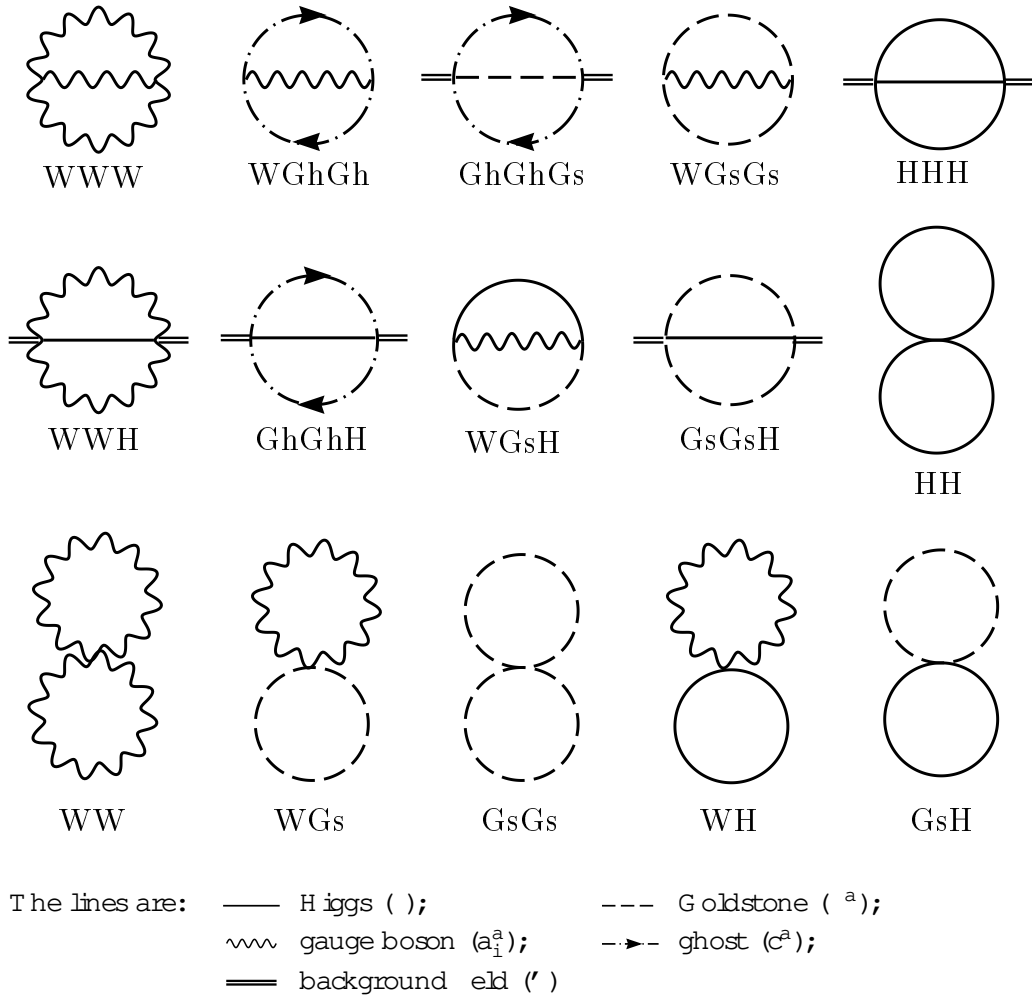 WWW WGhGh GhGhGs WGsGs HHH
WWH GhGhH WGsH GsGsH
HH
WW WGs GsGs WH GsH
The lines are: Higgs ( ); Goldstone ( ᵃ);
gauge boson (aᵢᵃ); ghost (cᵃ);
background eld (′)